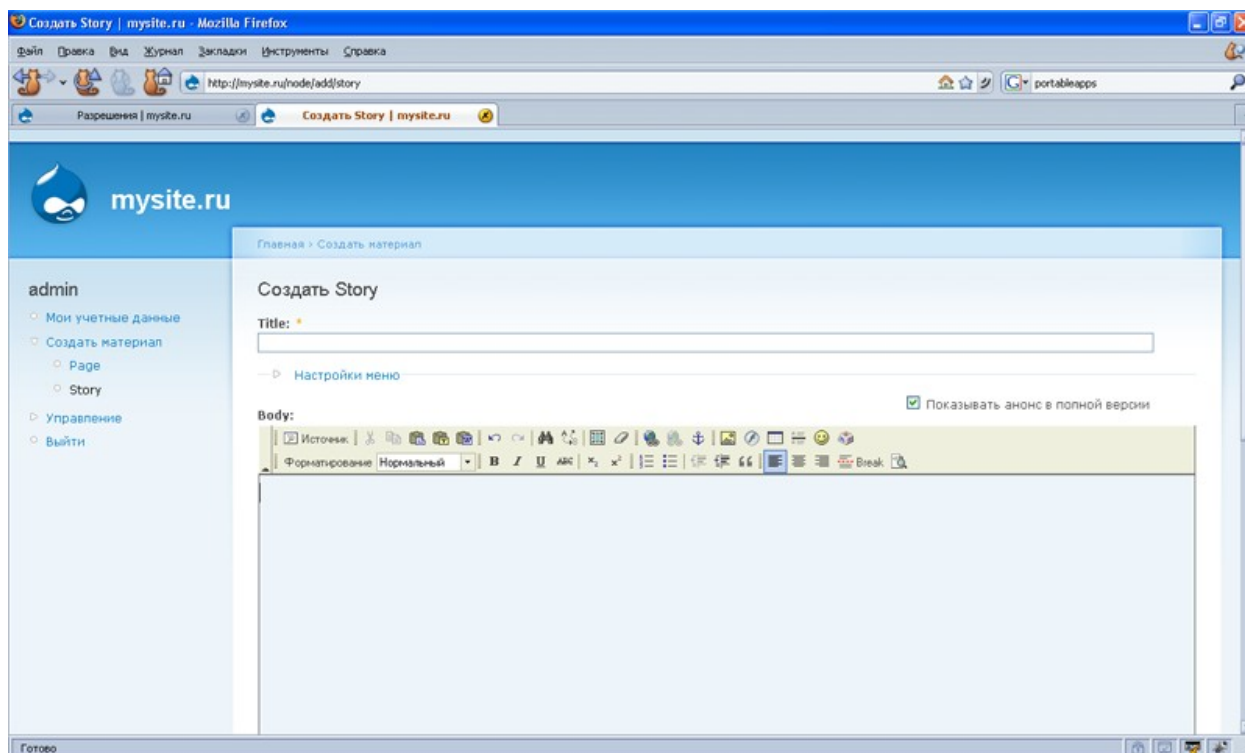 Создать Story | mysite.ru - Mozilla Firefox
Файл Правка Вид Журнал Закладки Инструменты Справка
http://mysite.ru/node/add/story portableapps
Разрешения | mysite.ru Создать Story | mysite.ru
mysite.ru
Главная › Создать материал
admin
Мои учетные данные
Создать материал
Page
Story
Управление
Выйти
Создать Story
Title: *
Настройки меню
Показывать анонс в полной версии
Body:
Источник
Форматирование Нормальный B I U ABC x₂ x² Break
Готово